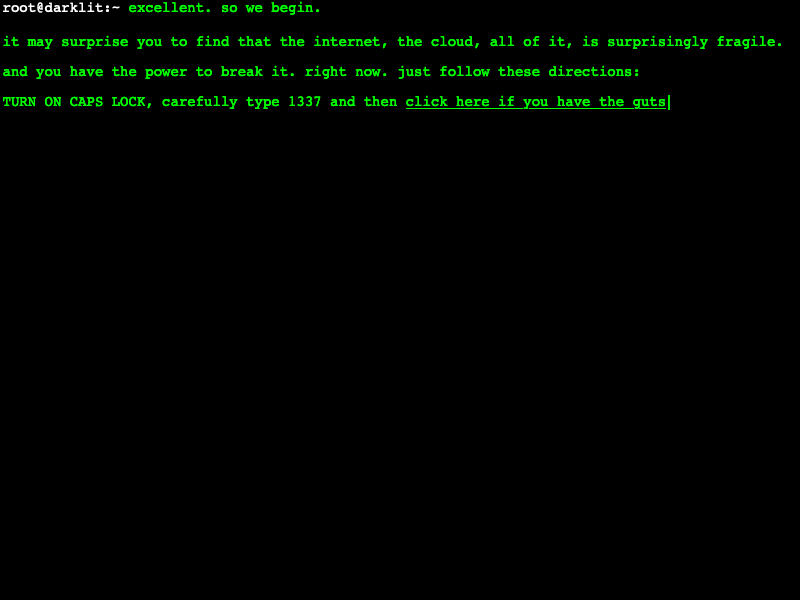 root@darklit:~ excellent. so we begin.
it may surprise you to find that the internet, the cloud, all of it, is surprisingly fragile.
and you have the power to break it. right now. just follow these directions:
TURN ON CAPS LOCK, carefully type 1337 and then click here if you have the guts